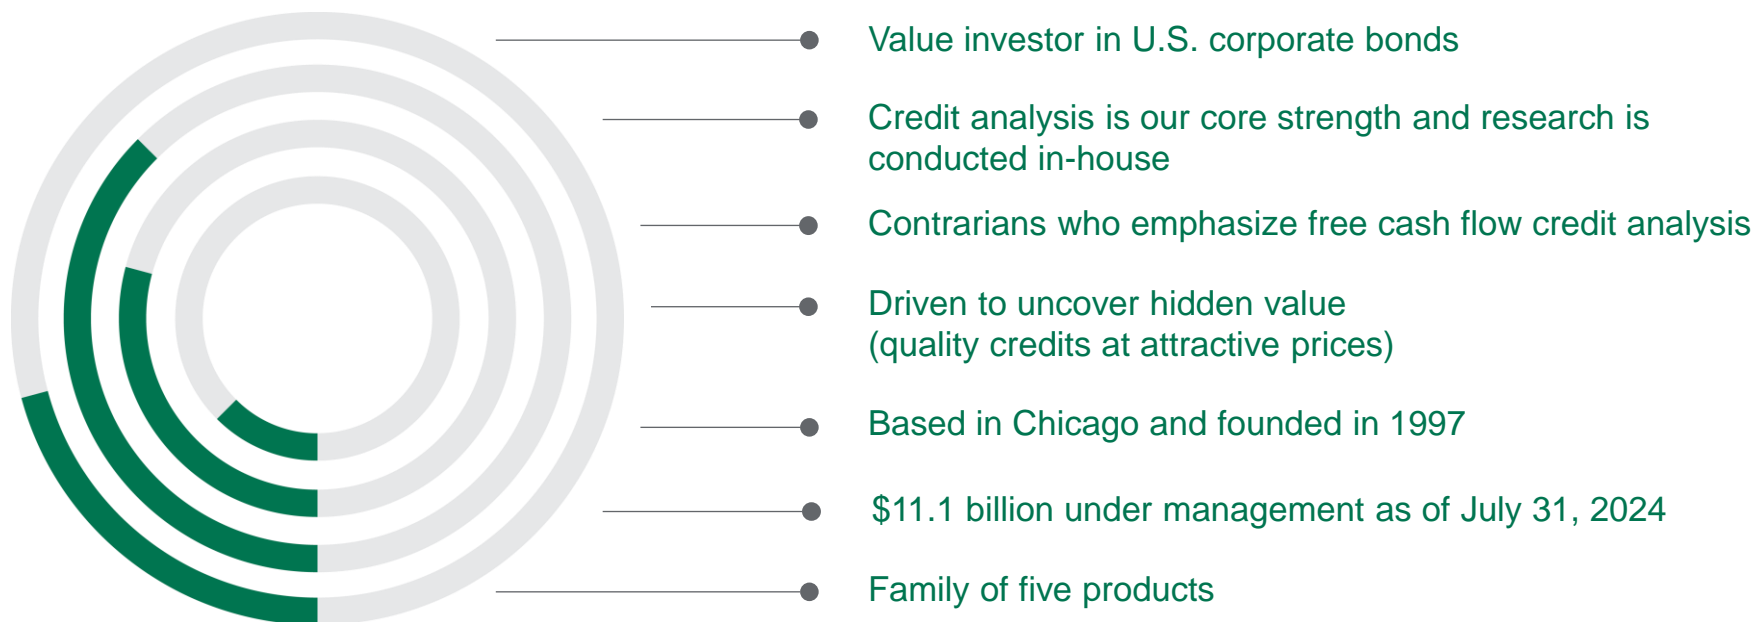 Value investor in U.S. corporate bonds
Credit analysis is our core strength and research is
conducted in-house
Contrarians who emphasize free cash flow credit analysis
Driven to uncover hidden value
(quality credits at attractive prices)
Based in Chicago and founded in 1997
$11.1 billion under management as of July 31, 2024
Family of five products